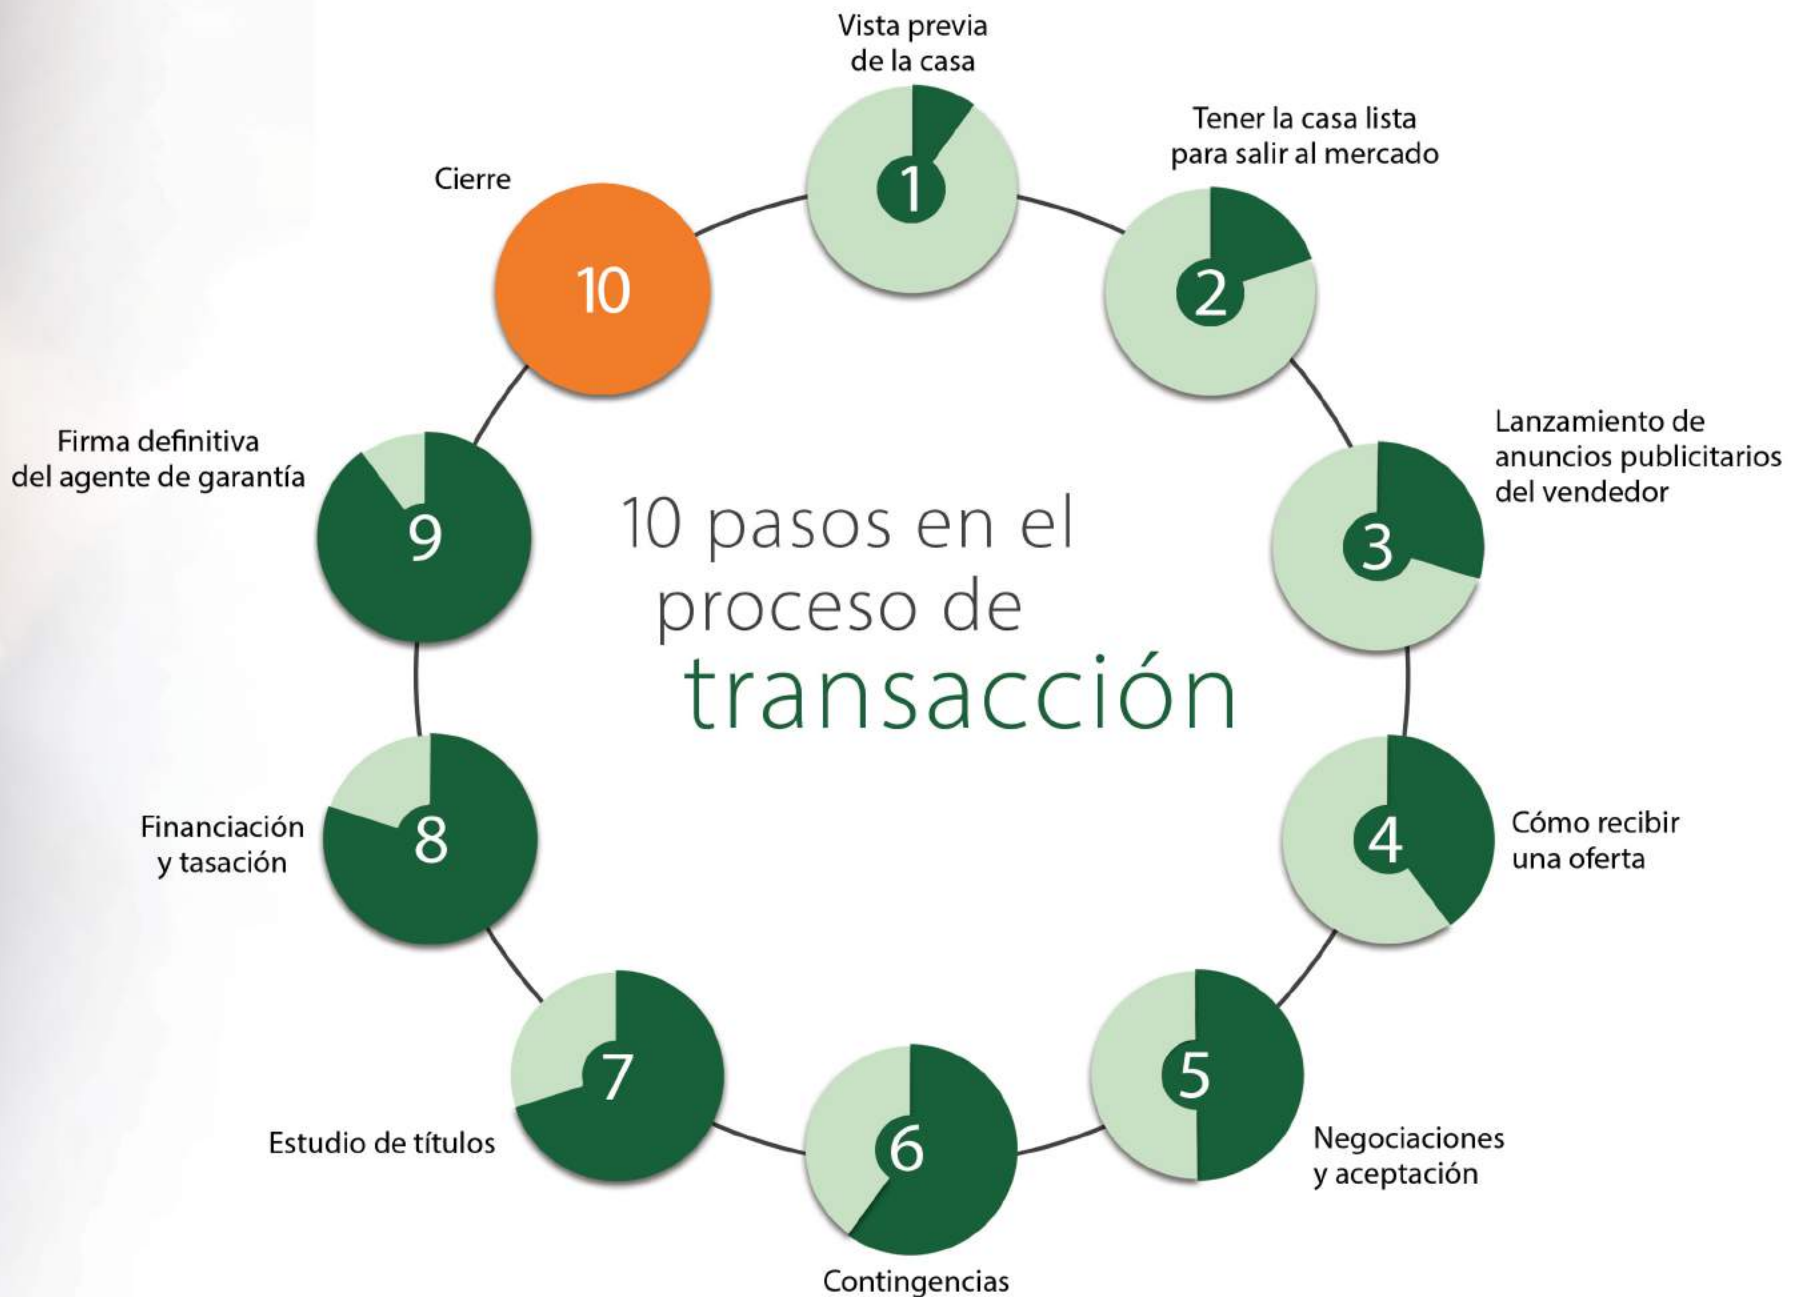 Vista previa
de la casa
1
Tener la casa lista
para salir al mercado
2
Lanzamiento de
anuncios publicitarios
del vendedor
3
Cómo recibir
una oferta
4
Negociaciones
y aceptación
5
Contingencias
6
Estudio de títulos
7
Financiación
y tasación
8
Firma definitiva
del agente de garantía
9
Cierre
10
10 pasos en el
proceso de
transacción